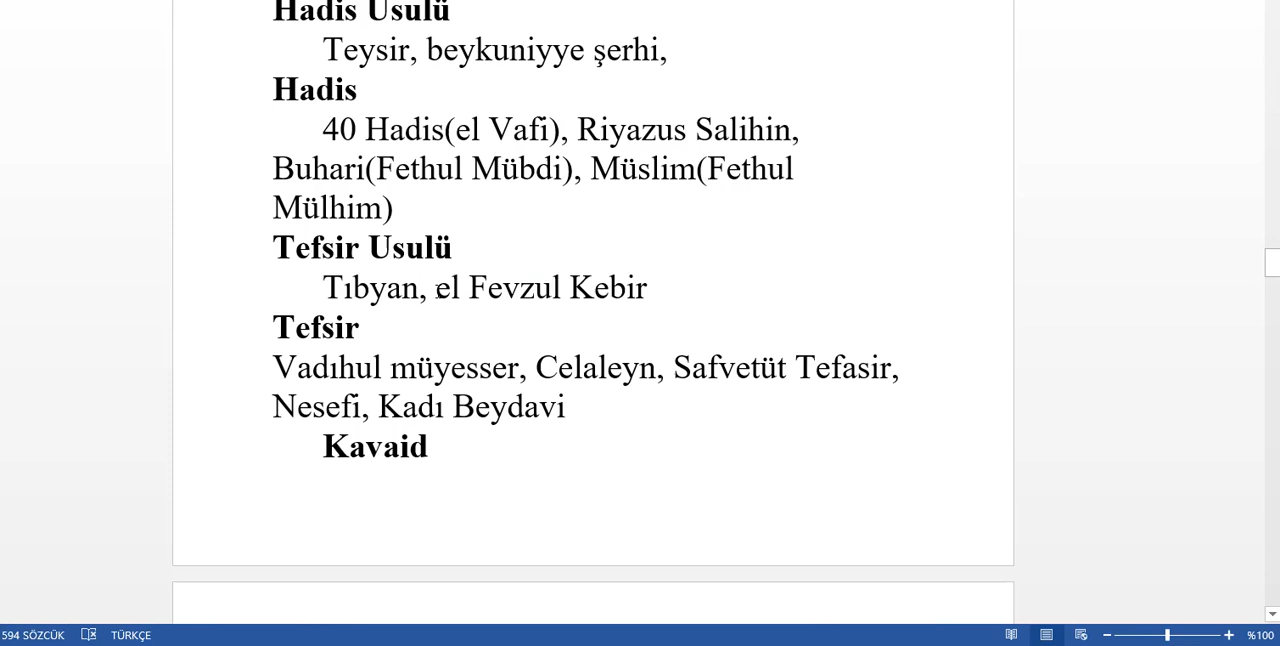 Hadis Usulü
Teysir, beykuniyye şerhi,
Hadis
40 Hadis(el Vafi), Riyazus Salihin,
Buhari(Fethul Mübdi), Müslim(Fethul
Mülhim)
Tefsir Usulü
Tıbyan, el Fevzul Kebir
Tefsir
Vadıhul müyesser, Celaleyn, Safvetüt Tefasir,
Nesefi, Kadı Beydavi
Kavaid
594 SÖZCÜK TÜRKÇE %100